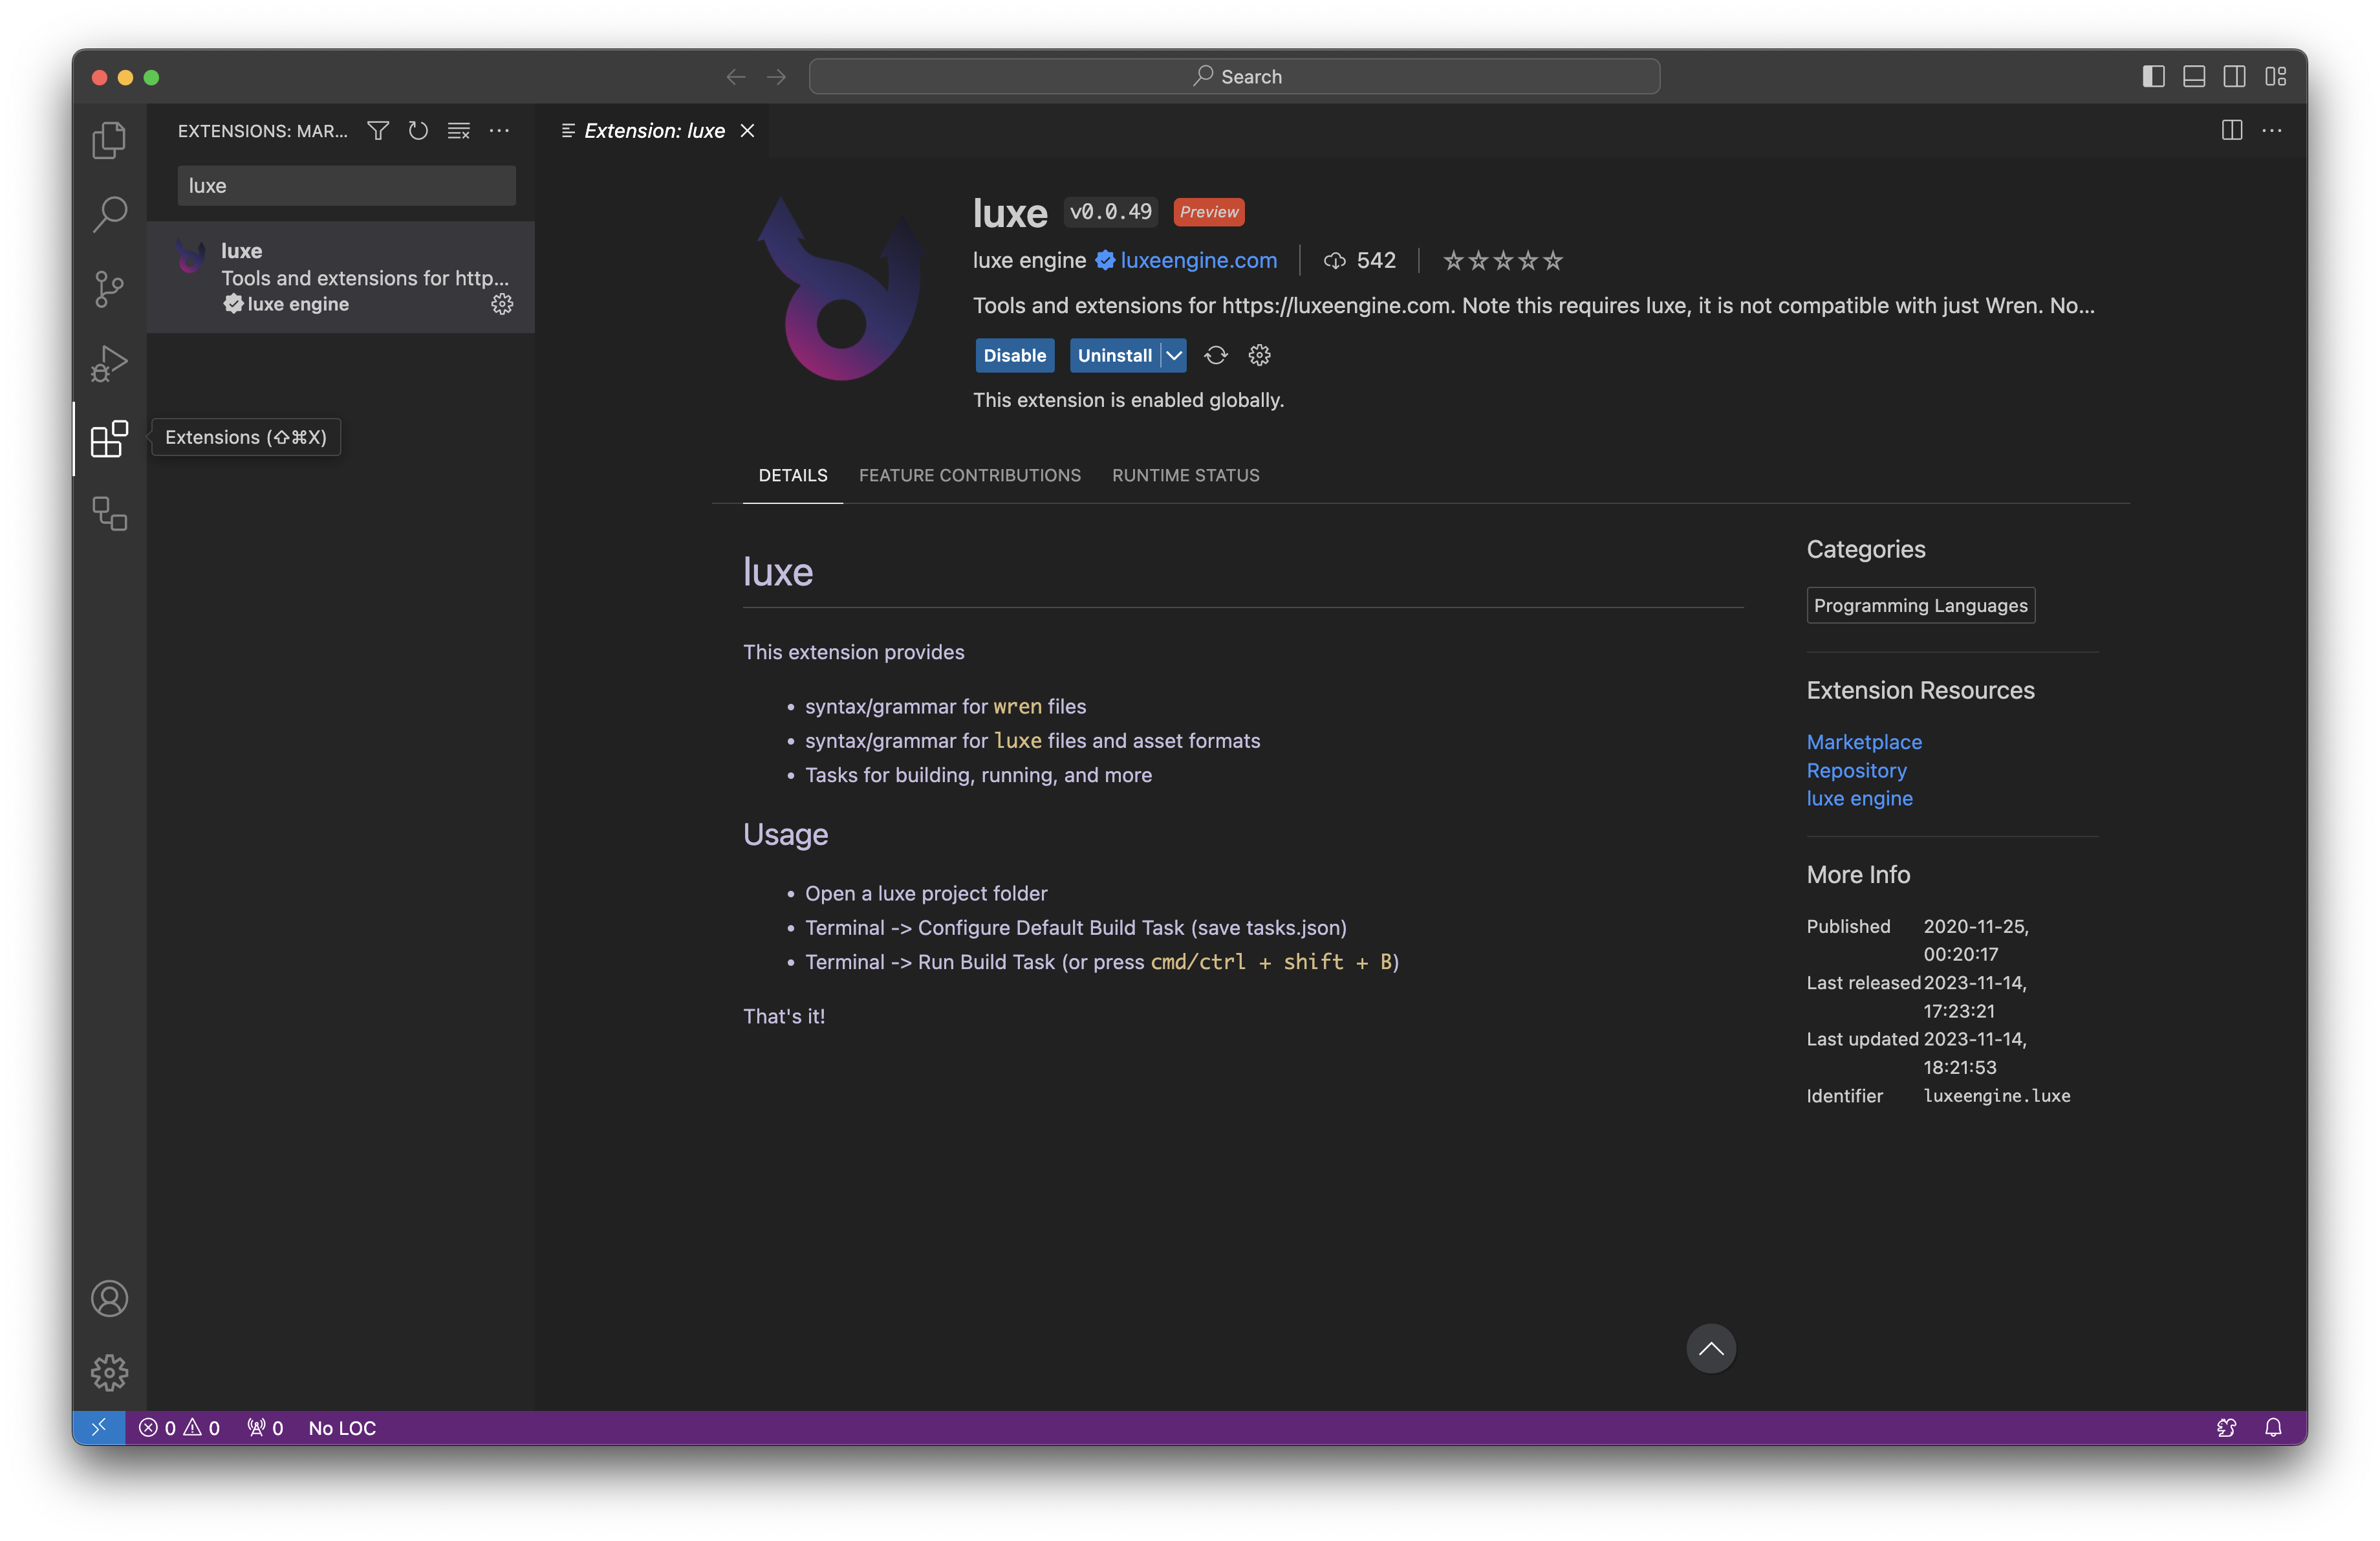 Search
EXTENSIONS: MAR...
Extension: luxe
luxe
luxe
Tools and extensions for http...
luxe engine
Extensions (⇧⌘X)
luxe v0.0.49 Preview
luxe engine luxeengine.com 542
Tools and extensions for https://luxeengine.com. Note this requires luxe, it is not compatible with just Wren. No...
Disable Uninstall
This extension is enabled globally.
DETAILS FEATURE CONTRIBUTIONS RUNTIME STATUS
luxe
This extension provides
• syntax/grammar for wren files
• syntax/grammar for luxe files and asset formats
• Tasks for building, running, and more
Usage
• Open a luxe project folder
• Terminal -> Configure Default Build Task (save tasks.json)
• Terminal -> Run Build Task (or press cmd/ctrl + shift + B)
That's it!
Categories
Programming Languages
Extension Resources
Marketplace
Repository
luxe engine
More Info
Published 2020-11-25,
00:20:17
Last released 2023-11-14,
17:23:21
Last updated 2023-11-14,
18:21:53
Identifier luxeengine.luxe
0 0 0 No LOC